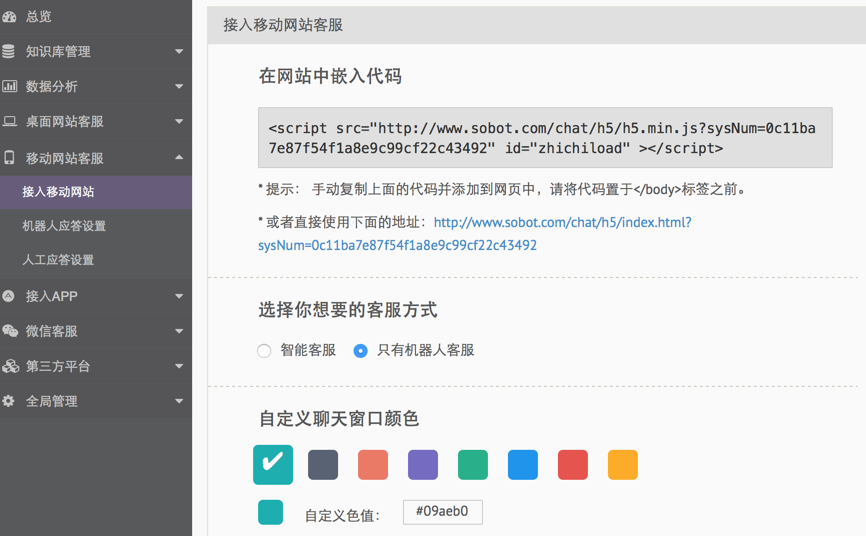 总览
知识库管理
数据分析
桌面网站客服
移动网站客服
接入移动网站
机器人应答设置
人工应答设置
接入APP
微信客服
第三方平台
全局管理
接入移动网站客服
在网站中嵌入代码
<script src="http://www.sobot.com/chat/h5/h5.min.js?sysNum=0c11ba
7e87f54f1a8e9c99cf22c43492" id="zhichiload" ></script>
*提示： 手动复制上面的代码并添加到网页中，请将代码置于</body>标签之前。
*或者直接使用下面的地址：http://www.sobot.com/chat/h5/index.html?
sysNum=0c11ba7e87f54f1a8e9c99cf22c43492
选择你想要的客服方式
智能客服 只有机器人客服
自定义聊天窗口颜色
自定义色值： #09aeb0